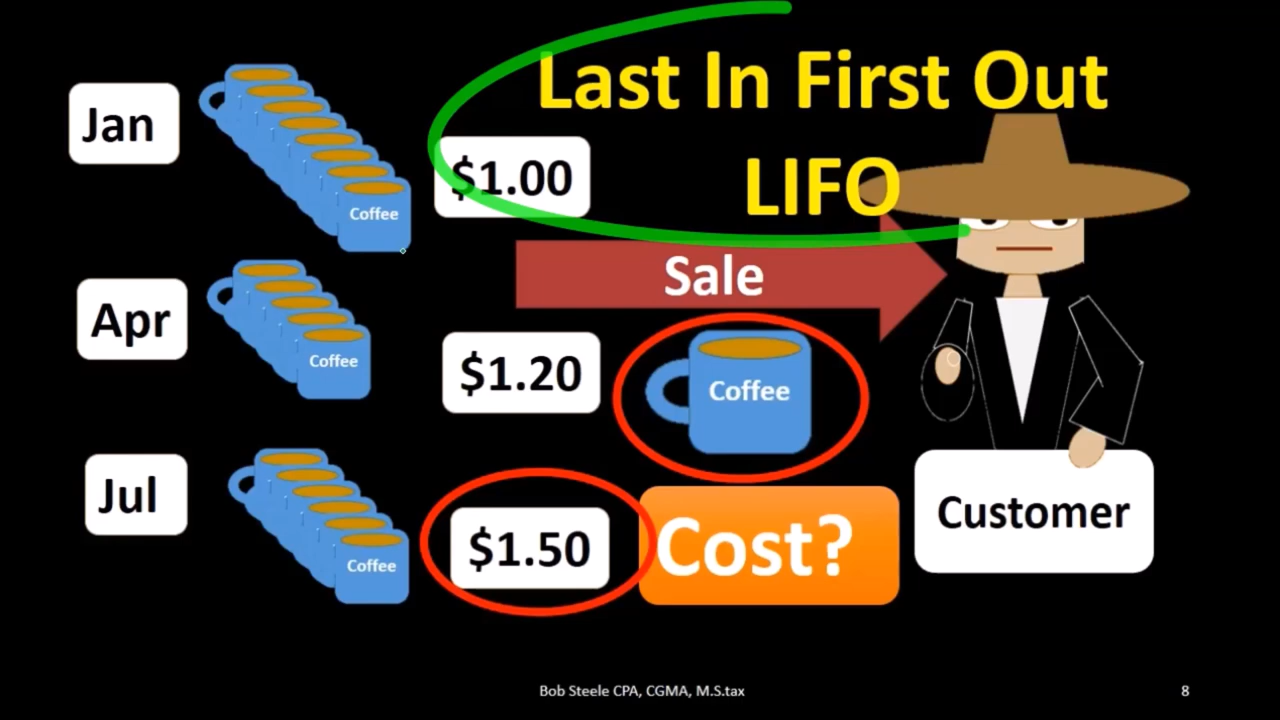 Last In First Out
LIFO
Jan
Coffee
$1.00
Sale
Apr
Coffee
$1.20
Coffee
Jul
Coffee
$1.50
Cost?
Customer
Bob Steele CPA, CGMA, M.S.tax
8